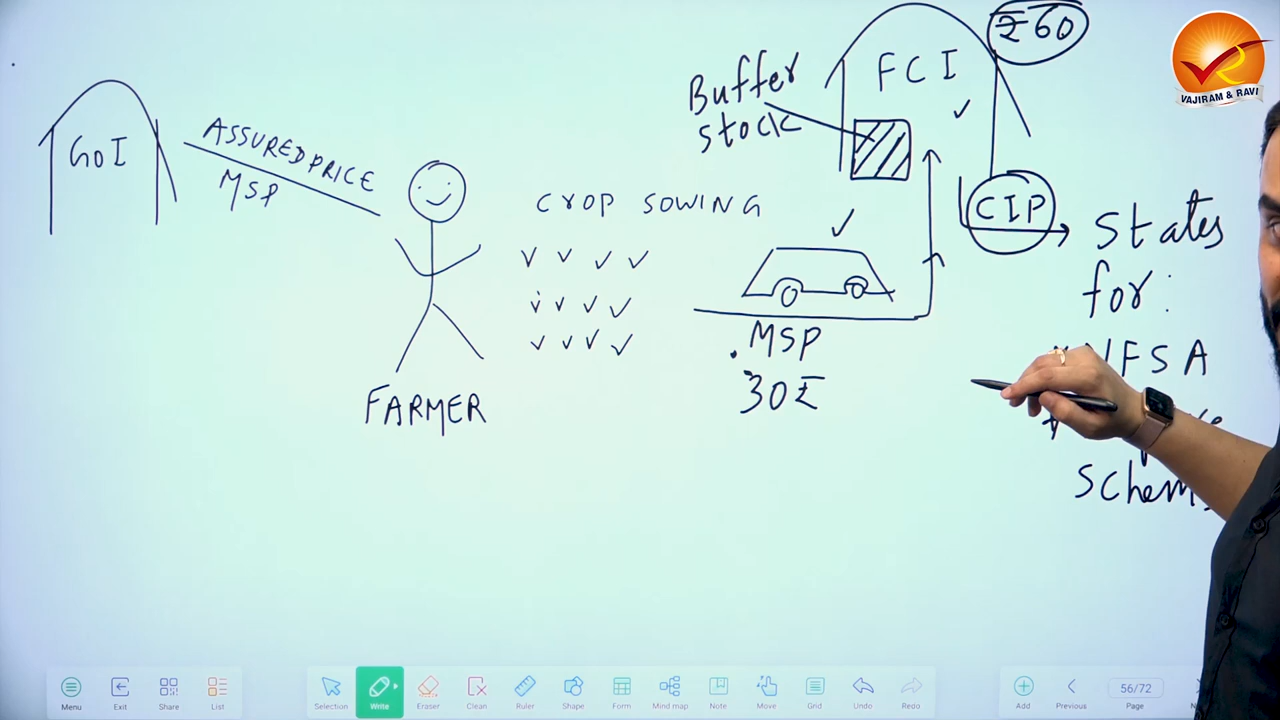 GOI
ASSURED PRICE
MSP
FARMER
CROP SOWING
Buffer
stock
FCI
₹60
CIP
States
for:
NFSA
MSP
30₹
VAJIRAM & RAVI
Menu
Exit
Share
List
Selection
Write
Eraser
Clean
Ruler
Shape
Form
Mind map
Note
Move
Grid
Undo
Redo
Add
Previous
56/72
Page